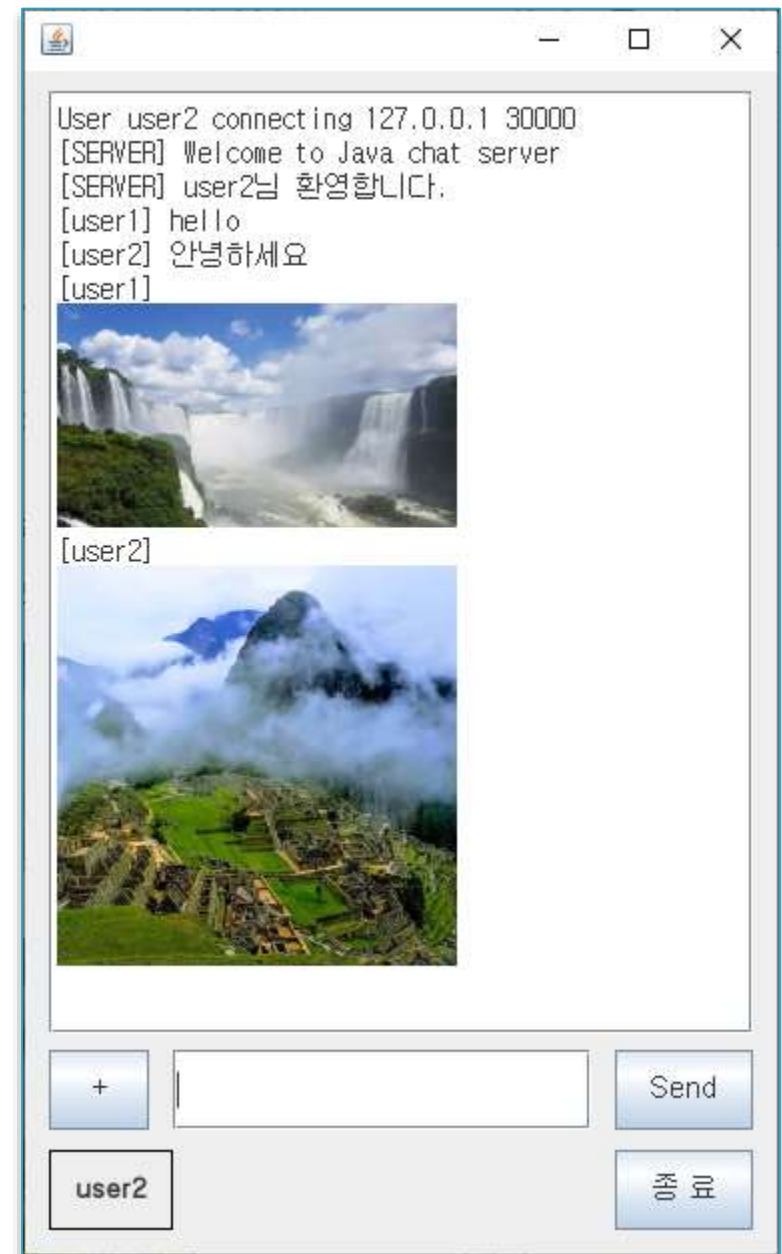 User user2 connecting 127.0.0.1 30000
[SERVER] Welcome to Java chat server
[SERVER] user2님 환영합니다.
[user1] hello
[user2] 안녕하세요
[user1]
[user2]
+
Send
user2
종 료